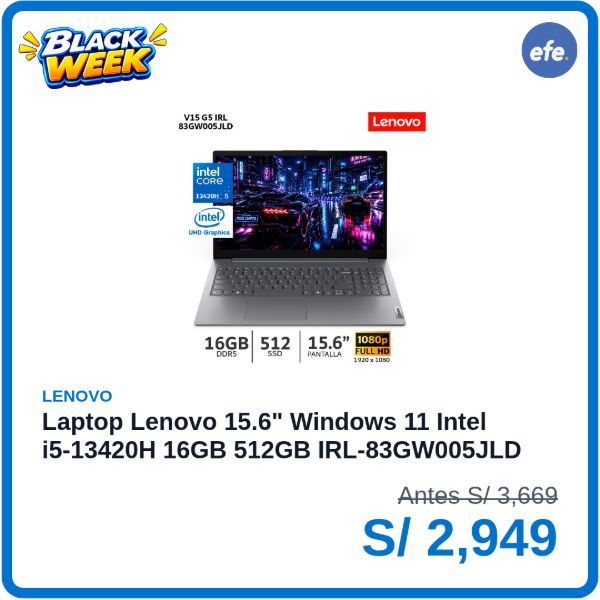 BLACK
WEEK
efe.
V15 G5 IRL
83GW005JLD
Lenovo
intel
CORE
13420H 5
intel
UHD Graphics
16GB
DDR5
512
SSD
15.6”
PANTALLA
1080p
FULL HD
1920 x 1080
LENOVO
Laptop Lenovo 15.6" Windows 11 Intel
i5-13420H 16GB 512GB IRL-83GW005JLD
Antes S/ 3,669
S/ 2,949